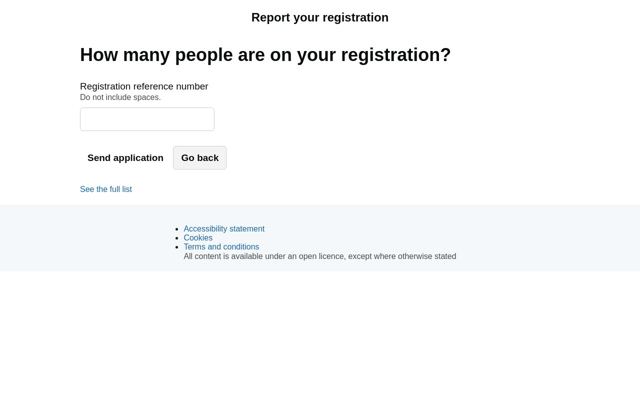 Report your registration
How many people are on your registration?
Registration reference number
Do not include spaces.
Send application
Go back
See the full list
Accessibility statement
Cookies
Terms and conditions
All content is available under an open licence, except where otherwise stated